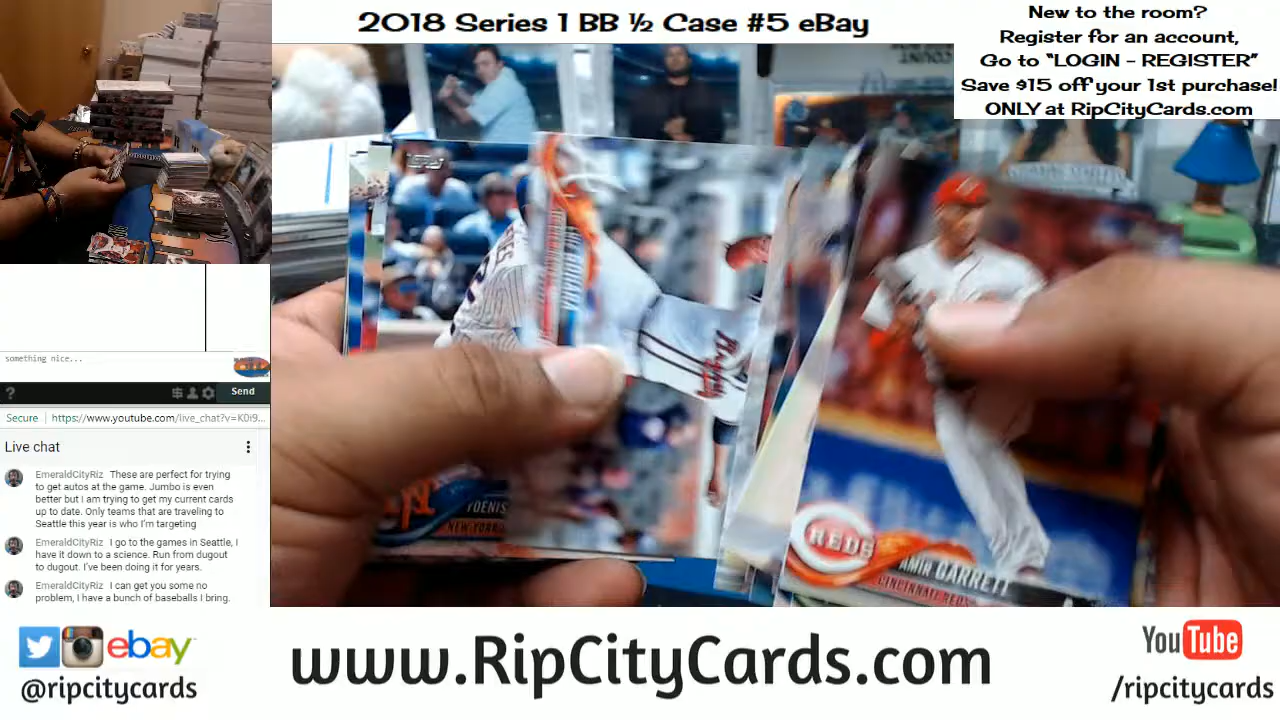 2018 Series 1 BB ½ Case #5 eBay
New to the room?
Register for an account,
Go to “LOGIN – REGISTER”
Save $15 off your 1st purchase!
ONLY at RipCityCards.com
topps
REDS
AMIR GARRETT
CINCINNATI REDS
YOENIS
NEW YORK
something nice...
?
Send
Secure
https://www.youtube.com/live_chat?v=K0i9...
Live chat
EmeraldCityRiz These are perfect for trying
to get autos at the game. Jumbo is even
better but I am trying to get my current cards
up to date. Only teams that are traveling to
Seattle this year is who I'm targeting
EmeraldCityRiz I go to the games in Seattle, I
have it down to a science. Run from dugout
to dugout. I've been doing it for years.
EmeraldCityRiz I can get you some no
problem, I have a bunch of baseballs I bring.
ebay
@ripcitycards
www.RipCityCards.com
YouTube
/ripcitycards